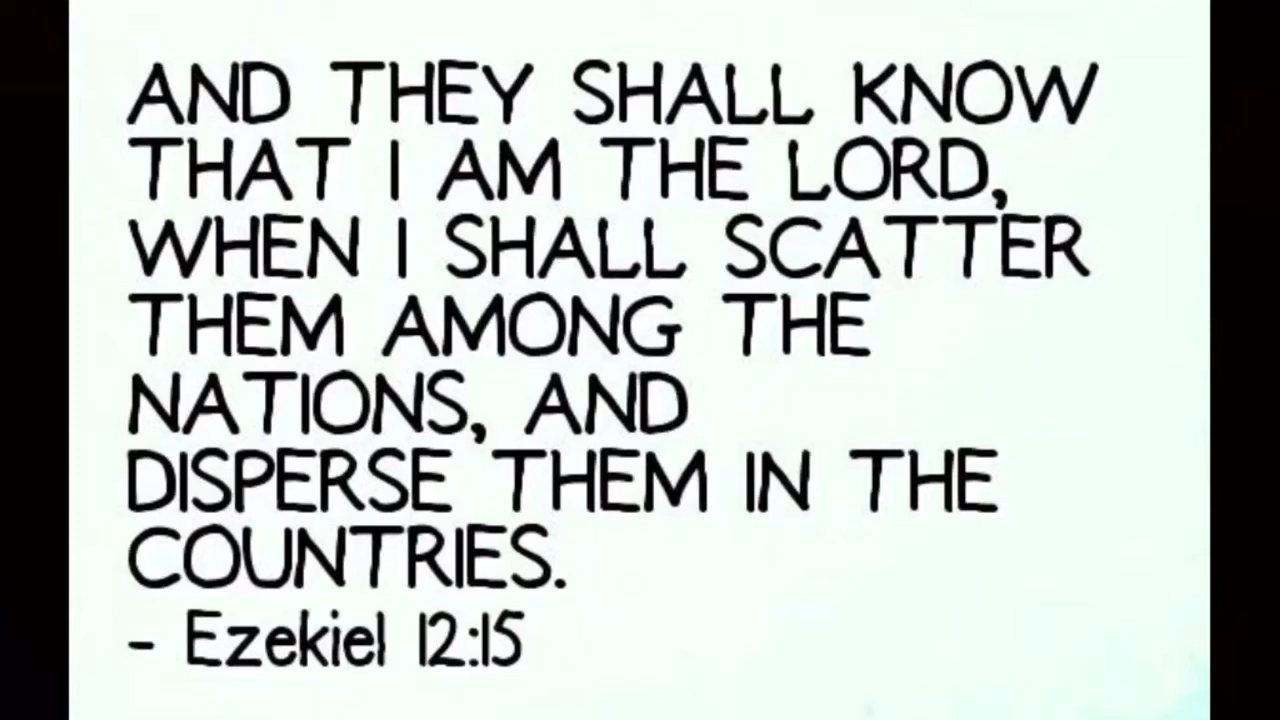 AND THEY SHALL KNOW
THAT I AM THE LORD,
WHEN I SHALL SCATTER
THEM AMONG THE
NATIONS, AND
DISPERSE THEM IN THE
COUNTRIES.
- Ezekiel 12:15